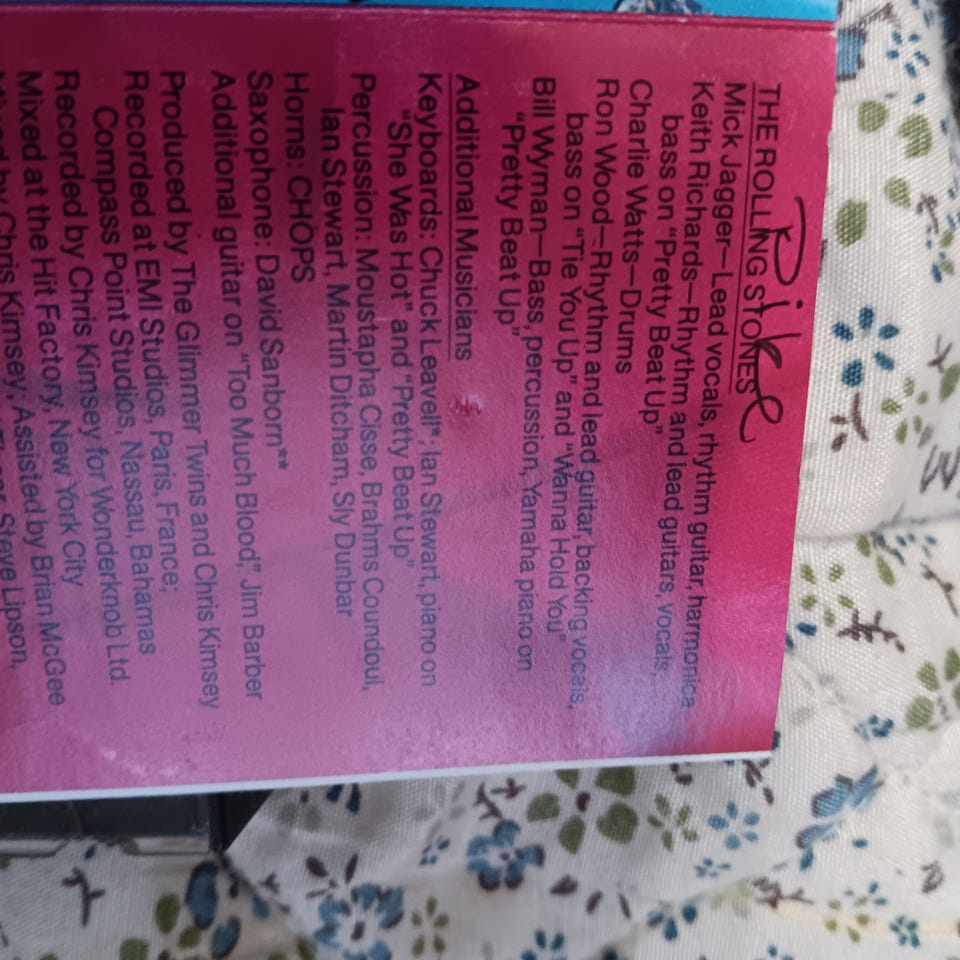 THE ROLLING STONES
Mick Jagger—Lead vocals, rhythm guitar, harmonica
Keith Richards—Rhythm and lead guitars, vocals,
bass on "Pretty Beat Up"
Charlie Watts—Drums
Ron Wood—Rhythm and lead guitar, backing vocals,
bass on "Tie You Up" and "Wanna Hold You"
Bill Wyman—Bass, percussion, Yamaha piano on
"Pretty Beat Up"
Additional Musicians
Keyboards: Chuck Leavell*; Ian Stewart, piano on
"She Was Hot" and "Pretty Beat Up"
Percussion: Moustapha Cisse, Brahms Coundoul,
Ian Stewart, Martin Ditcham, Sly Dunbar
Horns: CHOPS
Saxophone: David Sanborn**
Additional guitar on "Too Much Blood," Jim Barber
Produced by The Glimmer Twins and Chris Kimsey
Recorded at EMI Studios, Paris, France;
Compass Point Studios, Nassau, Bahamas
Recorded by Chris Kimsey for Wonderknob Ltd.
Mixed at the Hit Factory, New York City
Mixed by Chris Kimsey; Assisted by Brian McGee
Steve Lipson,